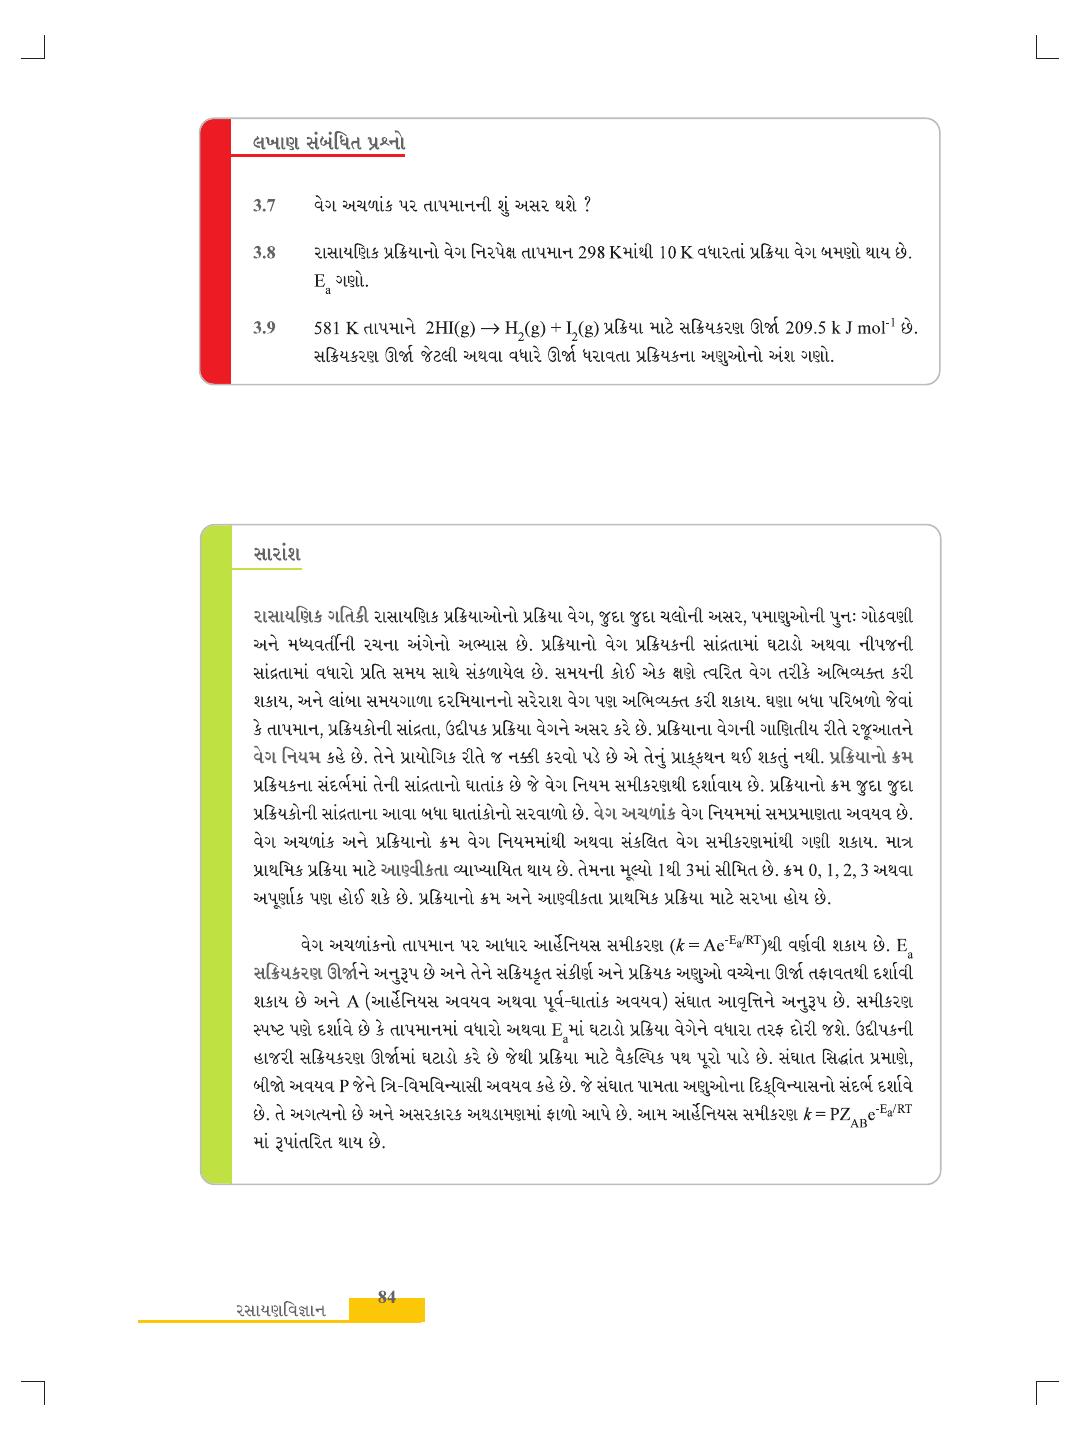 લખાણ સંબંધિત પ્રશ્નો
3.7 વેગ અચળાંક પર તાપમાનની શું અસર થશે ?
3.8 રાસાયણિક પ્રક્રિયાનો વેગ નિરપેક્ષ તાપમાન 298 Kમાંથી 10 K વધારતાં પ્રક્રિયા વેગ બમણો થાય છે.
Eₐ ગણો.
3.9 581 K તાપમાને 2HI(g) → H₂(g) + I₂(g) પ્રક્રિયા માટે સક્રિયકરણ ઊર્જા 209.5 k J mol⁻¹ છે.
સક્રિયકરણ ઊર્જા જેટલી અથવા વધારે ઊર્જા ધરાવતા પ્રક્રિયકના અણુઓનો અંશ ગણો.
સારાંશ
રાસાયણિક ગતિકી રાસાયણિક પ્રક્રિયાઓનો પ્રક્રિયા વેગ, જુદા જુદા ચલોની અસર, પમાણુઓની પુનઃ ગોઠવણી
અને મધ્યવર્તીની રચના અંગેનો અભ્યાસ છે. પ્રક્રિયાનો વેગ પ્રક્રિયકની સાંદ્રતામાં ઘટાડો અથવા નીપજની
સાંદ્રતામાં વધારો પ્રતિ સમય સાથે સંકળાયેલ છે. સમયની કોઈ એક ક્ષણે ત્વરિત વેગ તરીકે અભિવ્યક્ત કરી
શકાય, અને લાંબા સમયગાળા દરમિયાનનો સરેરાશ વેગ પણ અભિવ્યક્ત કરી શકાય. ઘણા બધા પરિબળો જેવાં
કે તાપમાન, પ્રક્રિયકોની સાંદ્રતા, ઉદ્દીપક પ્રક્રિયા વેગને અસર કરે છે. પ્રક્રિયાના વેગની ગાણિતીય રીતે રજૂઆતને
વેગ નિયમ કહે છે. તેને પ્રાયોગિક રીતે જ નક્કી કરવો પડે છે એ તેનું પ્રાક્કથન થઈ શકતું નથી. પ્રક્રિયાનો ક્રમ
પ્રક્રિયકના સંદર્ભમાં તેની સાંદ્રતાનો ઘાતાંક છે જે વેગ નિયમ સમીકરણથી દર્શાવાય છે. પ્રક્રિયાનો ક્રમ જુદા જુદા
પ્રક્રિયકોની સાંદ્રતાના આવા બધા ઘાતાંકોનો સરવાળો છે. વેગ અચળાંક વેગ નિયમમાં સમપ્રમાણતા અવયવ છે.
વેગ અચળાંક અને પ્રક્રિયાનો ક્રમ વેગ નિયમમાંથી અથવા સંકલિત વેગ સમીકરણમાંથી ગણી શકાય. માત્ર
પ્રાથમિક પ્રક્રિયા માટે આણ્વીકતા વ્યાખ્યાયિત થાય છે. તેમના મૂલ્યો 1થી 3માં સીમિત છે. ક્રમ 0, 1, 2, 3 અથવા
અપૂર્ણાંક પણ હોઈ શકે છે. પ્રક્રિયાનો ક્રમ અને આણ્વીકતા પ્રાથમિક પ્રક્રિયા માટે સરખા હોય છે.
વેગ અચળાંકનો તાપમાન પર આધાર આર્હેનિયસ સમીકરણ (k = Ae^-Eₐ/RT)થી વર્ણવી શકાય છે. Eₐ
સક્રિયકરણ ઊર્જાને અનુરૂપ છે અને તેને સક્રિયકૃત સંકીર્ણ અને પ્રક્રિયક અણુઓ વચ્ચેના ઊર્જા તફાવતથી દર્શાવી
શકાય છે અને A (આર્હેનિયસ અવયવ અથવા પૂર્વ-ઘાતાંક અવયવ) સંઘાત આવૃત્તિને અનુરૂપ છે. સમીકરણ
સ્પષ્ટ પણે દર્શાવે છે કે તાપમાનમાં વધારો અથવા Eₐમાં ઘટાડો પ્રક્રિયા વેગેને વધારા તરફ દોરી જશે. ઉદ્દીપકની
હાજરી સક્રિયકરણ ઊર્જામાં ઘટાડો કરે છે જેથી પ્રક્રિયા માટે વૈકલ્પિક પથ પૂરો પાડે છે. સંઘાત સિદ્ધાંત પ્રમાણે,
બીજો અવયવ P જેને ત્રિ-વિમવિન્યાસી અવયવ કહે છે. જે સંઘાત પામતા અણુઓના દિક્‌વિન્યાસનો સંદર્ભ દર્શાવે
છે. તે અગત્યનો છે અને અસરકારક અથડામણમાં ફાળો આપે છે. આમ આર્હેનિયસ સમીકરણ k = PZ_AB e^-Eₐ/RT
માં રૂપાંતરિત થાય છે.
રસાયણવિજ્ઞાન 84